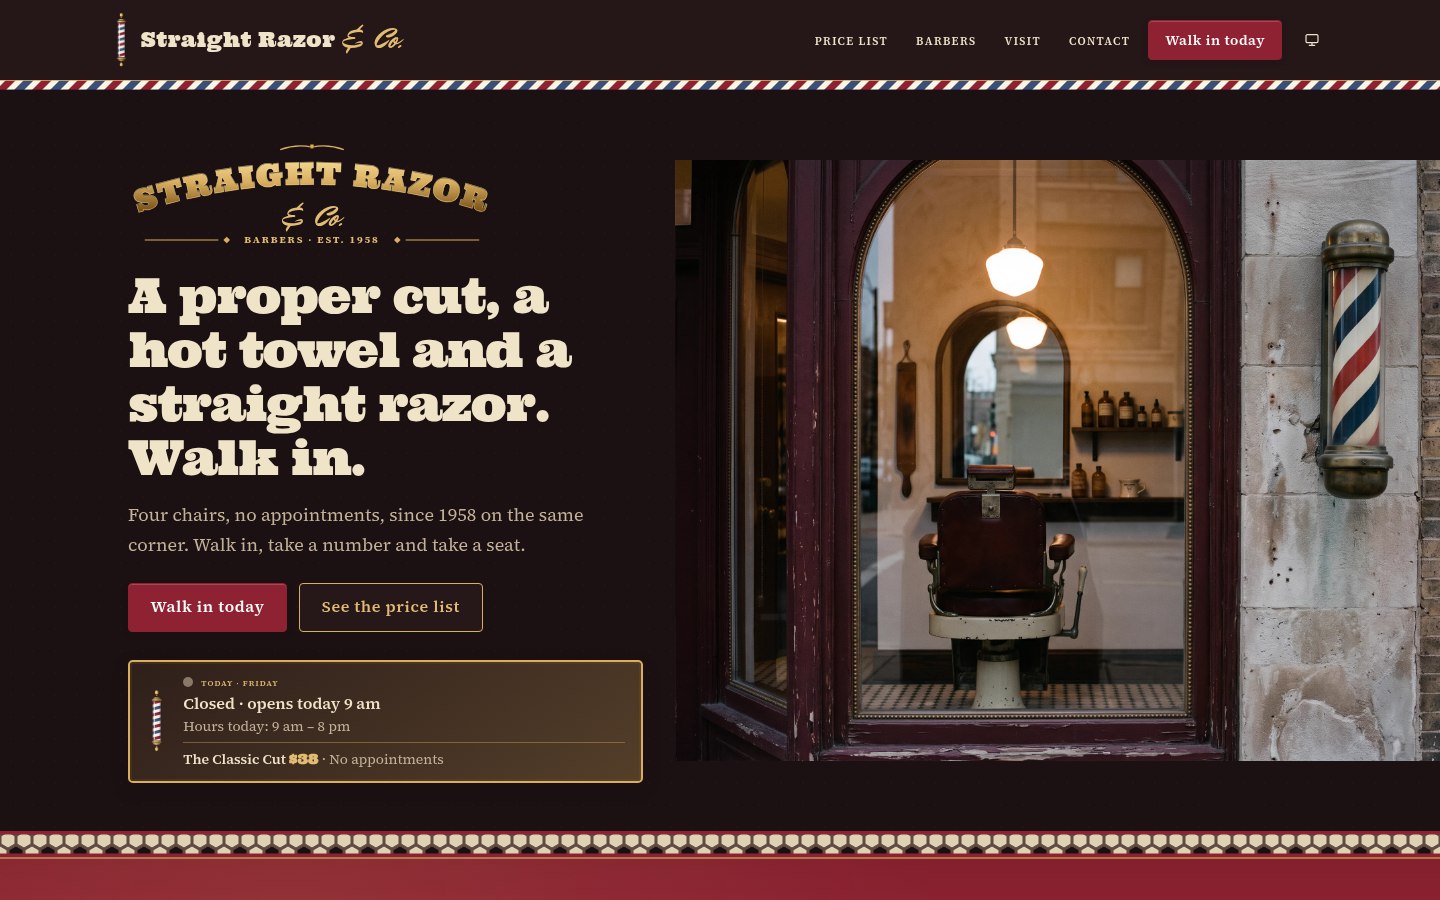 Straight Razor & Co.
PRICE LIST
BARBERS
VISIT
CONTACT
Walk in today
STRAIGHT RAZOR
& Co.
BARBERS · EST. 1958
A proper cut, a
hot towel and a
straight razor.
Walk in.
Four chairs, no appointments, since 1958 on the same
corner. Walk in, take a number and take a seat.
Walk in today
See the price list
TODAY · FRIDAY
Closed · opens today 9 am
Hours today: 9 am – 8 pm
The Classic Cut $38 · No appointments